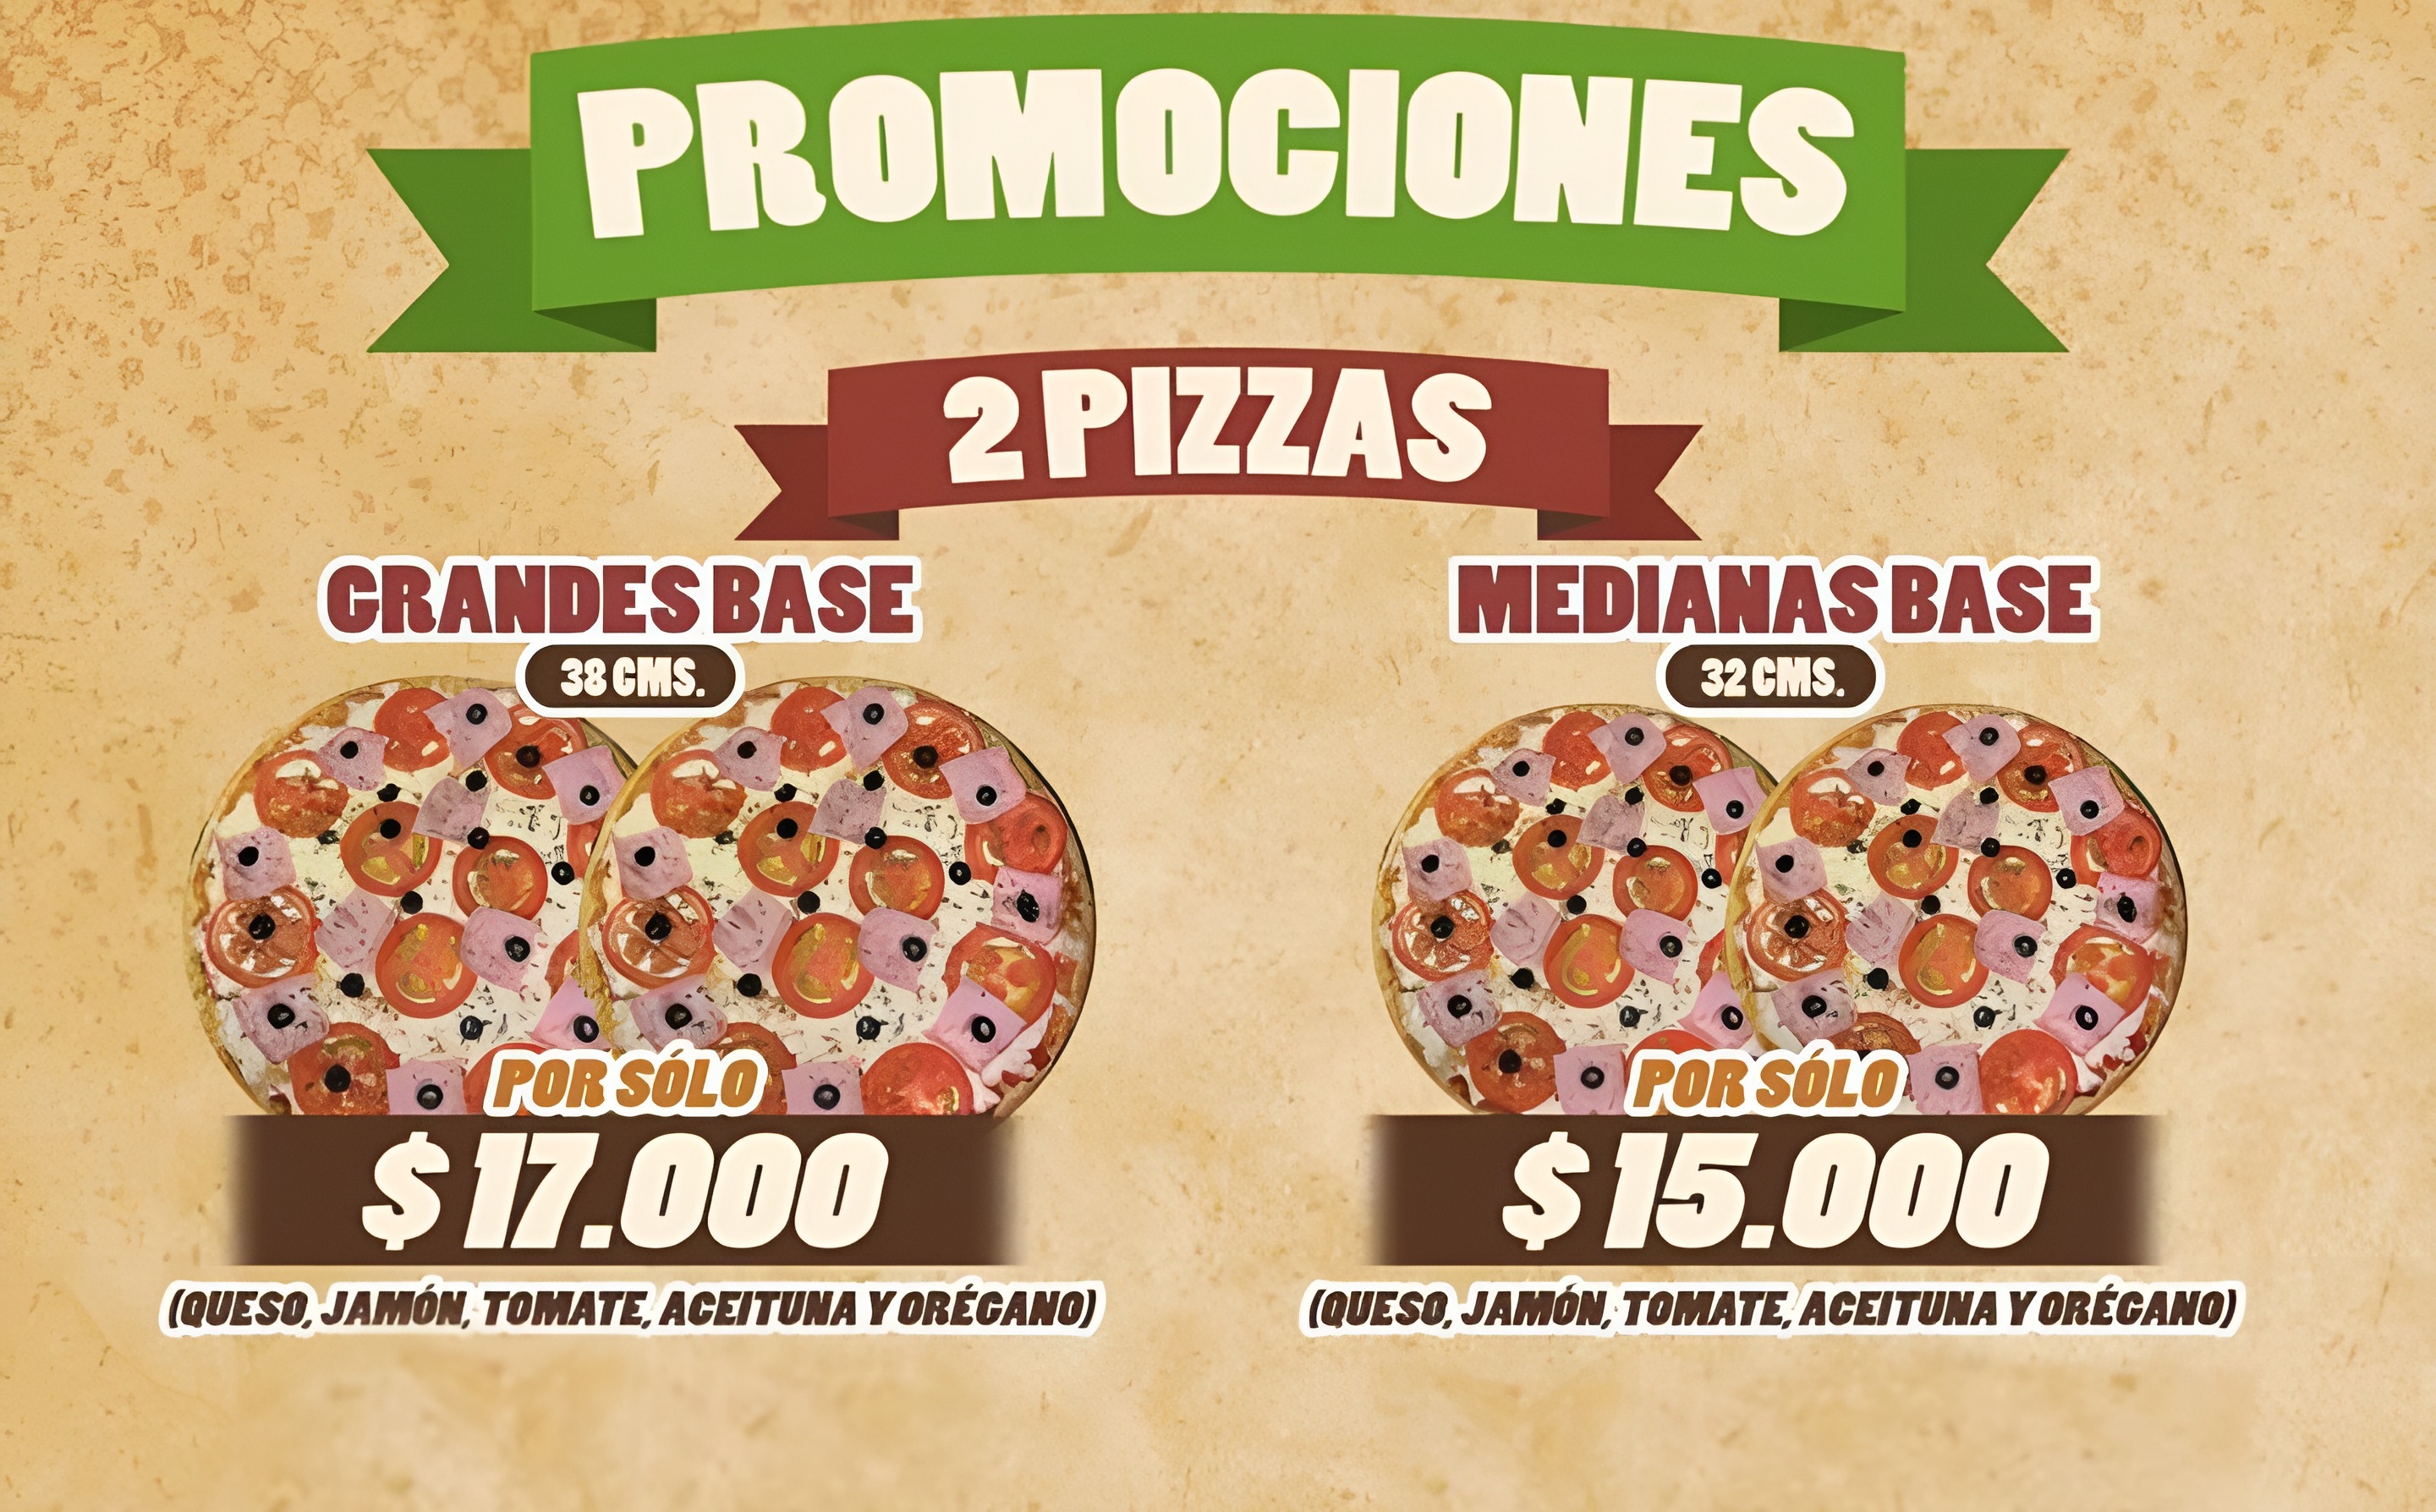 PROMOCIONES
2 PIZZAS
GRANDES BASE
38 CMS.
POR SÓLO
$ 17.000
(QUESO, JAMÓN, TOMATE, ACEITUNA Y ORÉGANO)
MEDIANAS BASE
32 CMS.
POR SÓLO
$ 15.000
(QUESO, JAMÓN, TOMATE, ACEITUNA Y ORÉGANO)